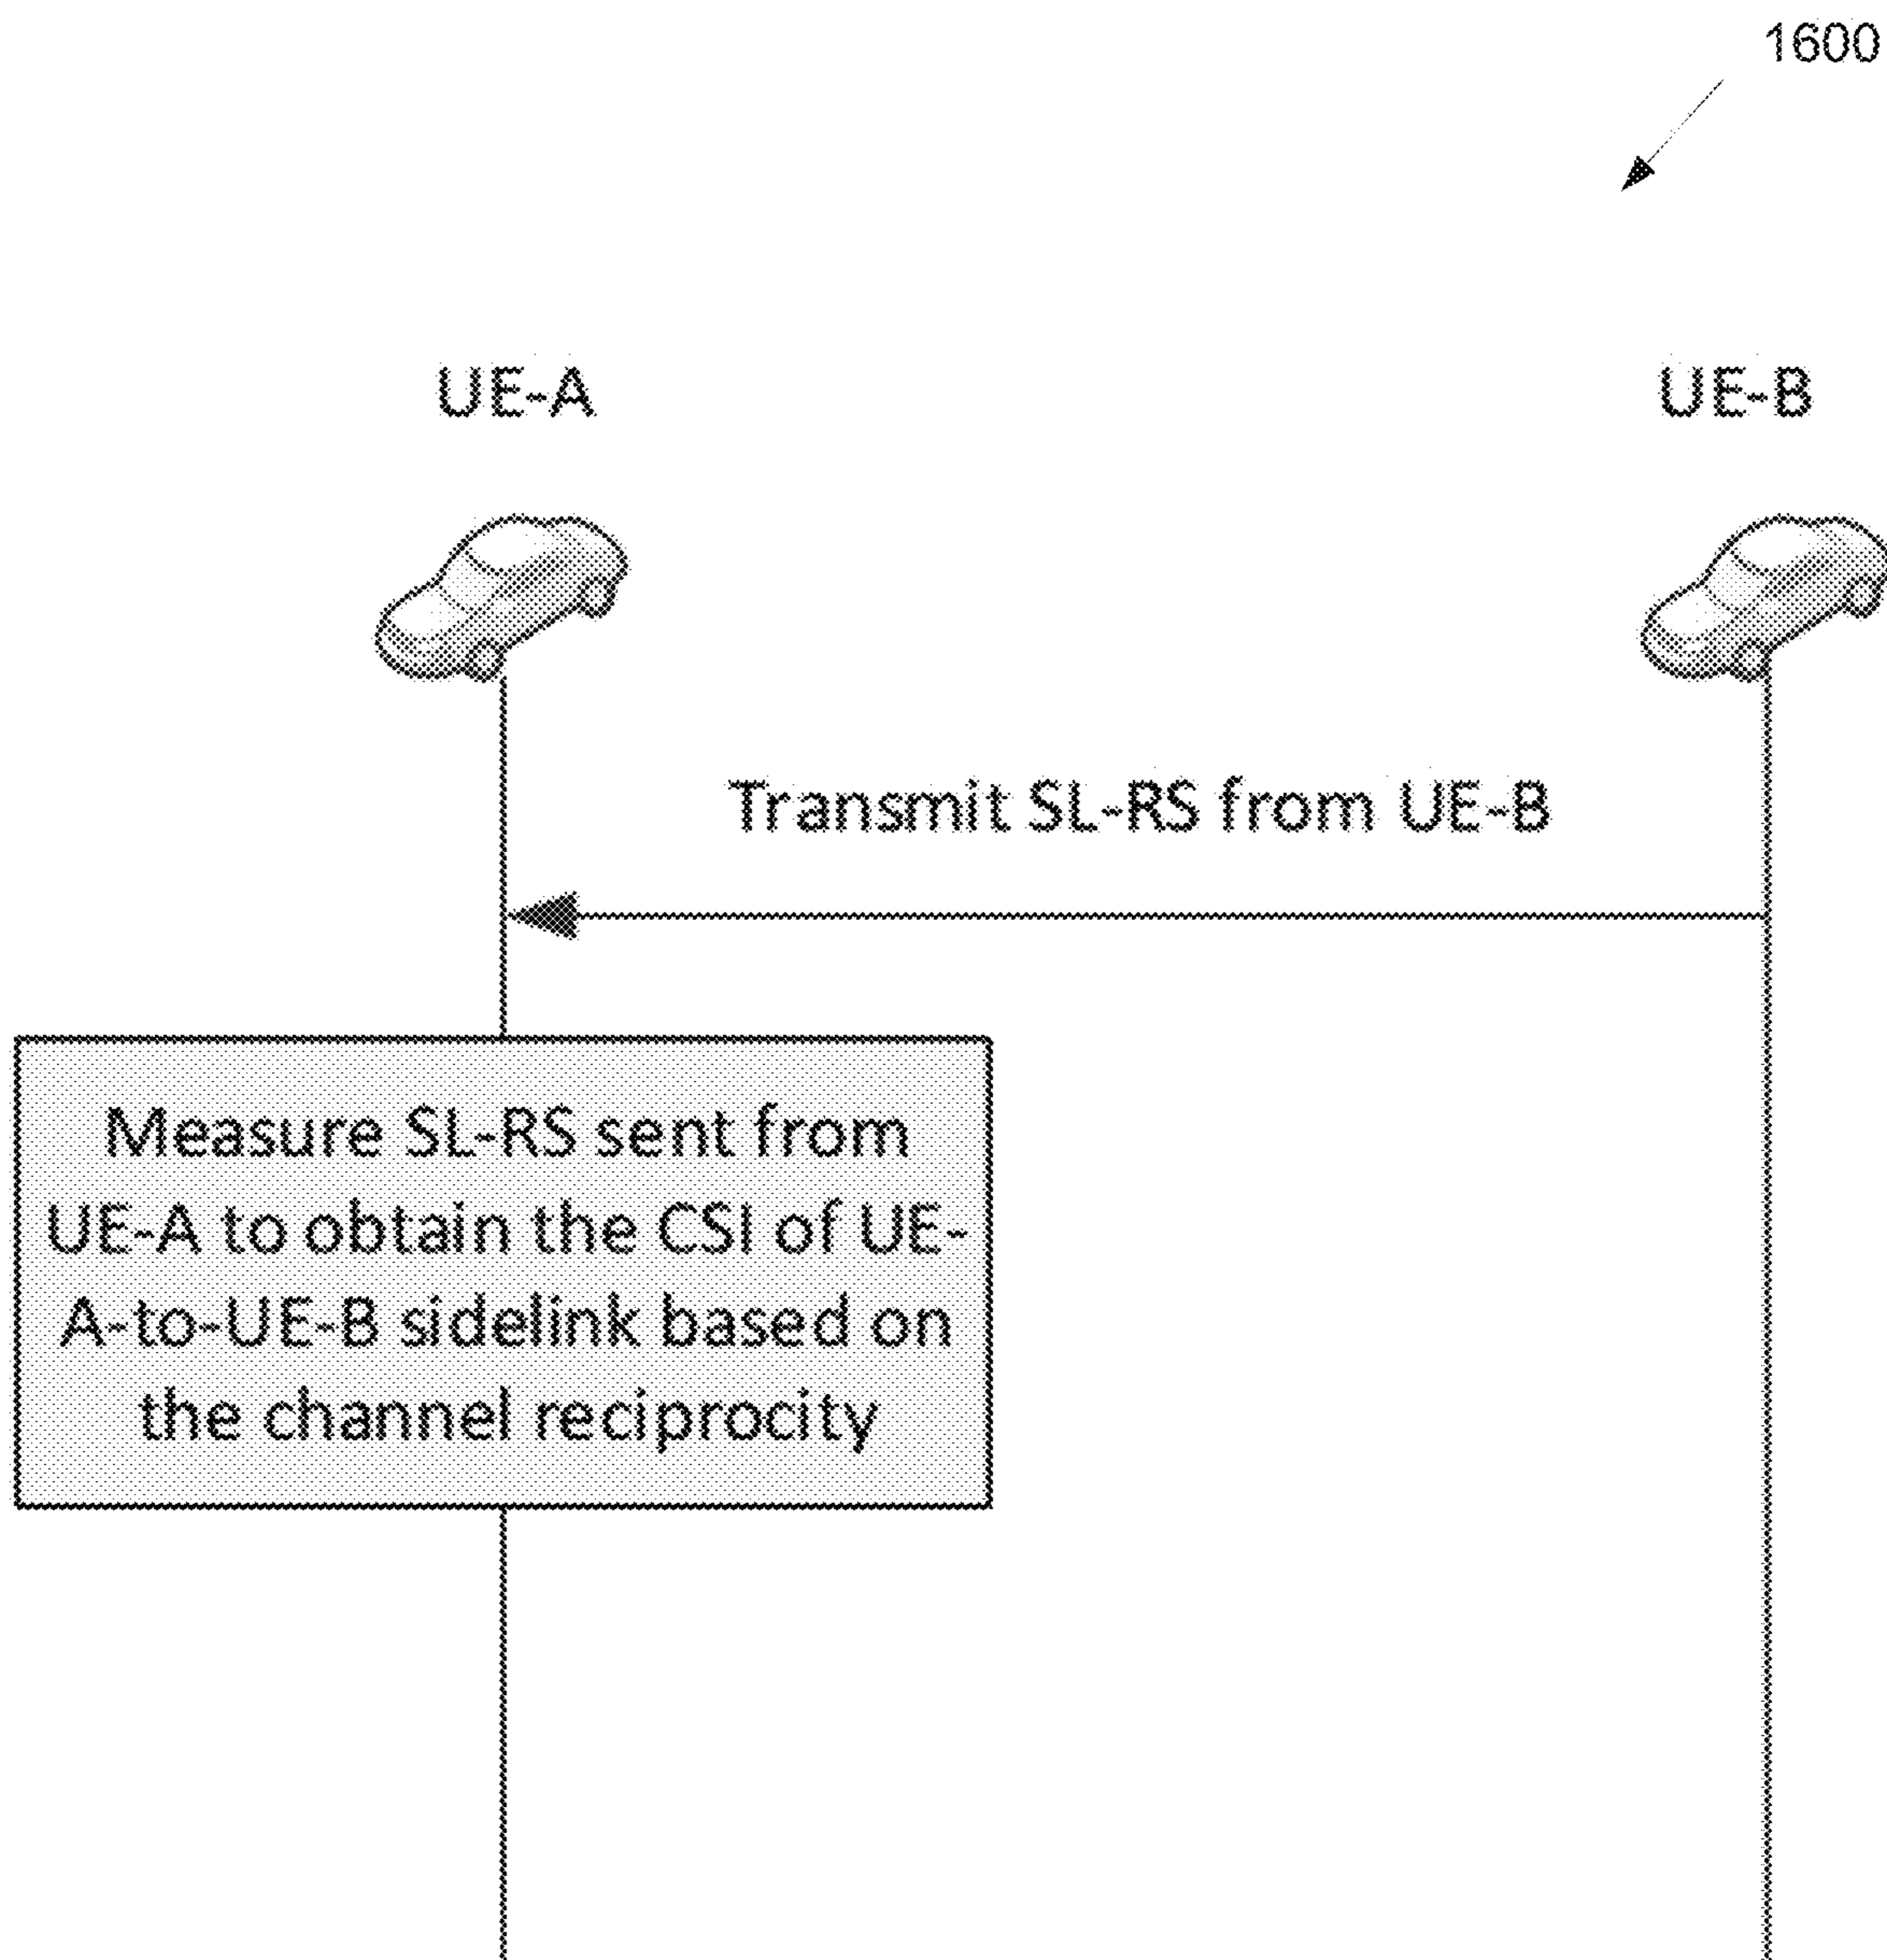 1600
UE-A
UE-B
Transmit SL-RS from UE-B
Measure SL-RS sent from
UE-A to obtain the CSI of UE-
A-to-UE-B sidelink based on
the channel reciprocity